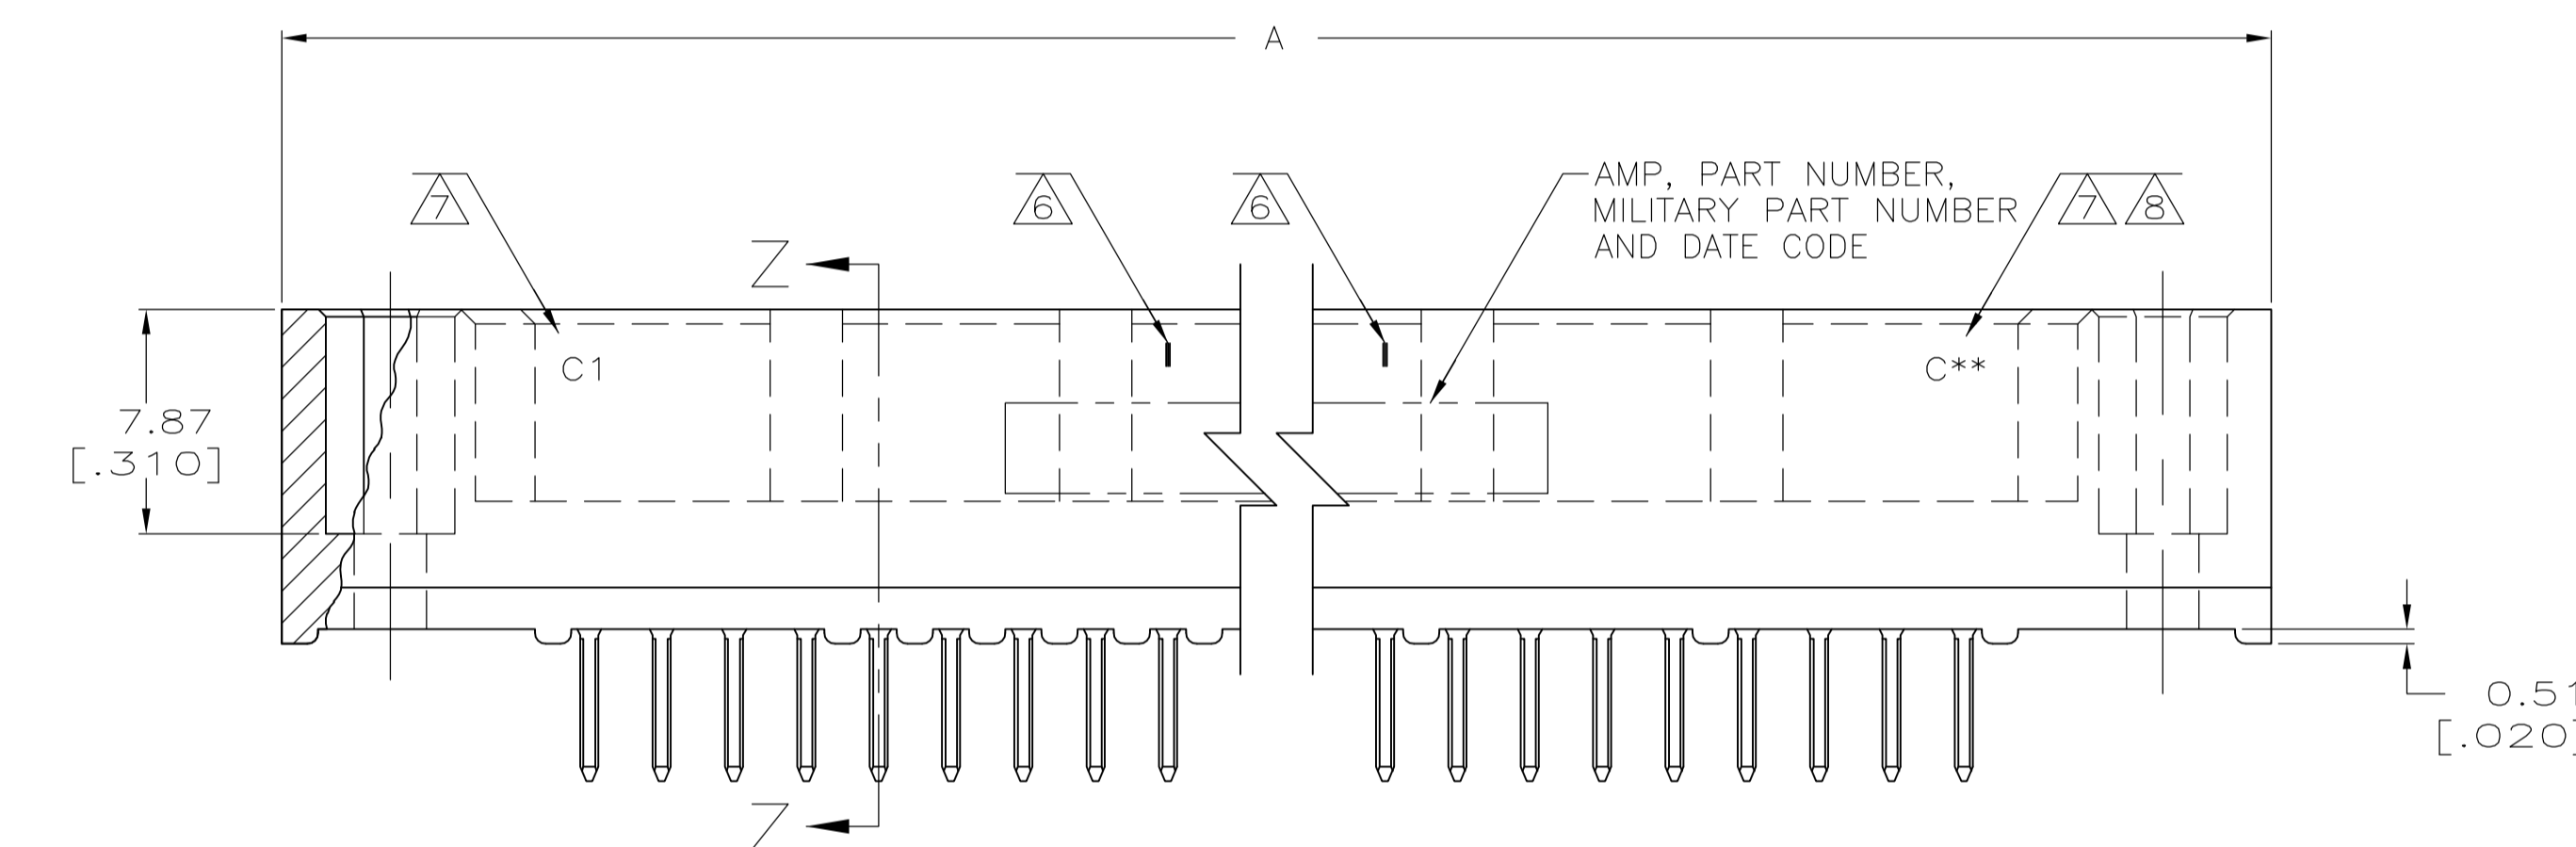 A
7
6
6
AMP, PART NUMBER,
MILITARY PART NUMBER
AND DATE CODE
7 8
Z
C1
C**
7.87
[.310]
0.51
[.020]
Z